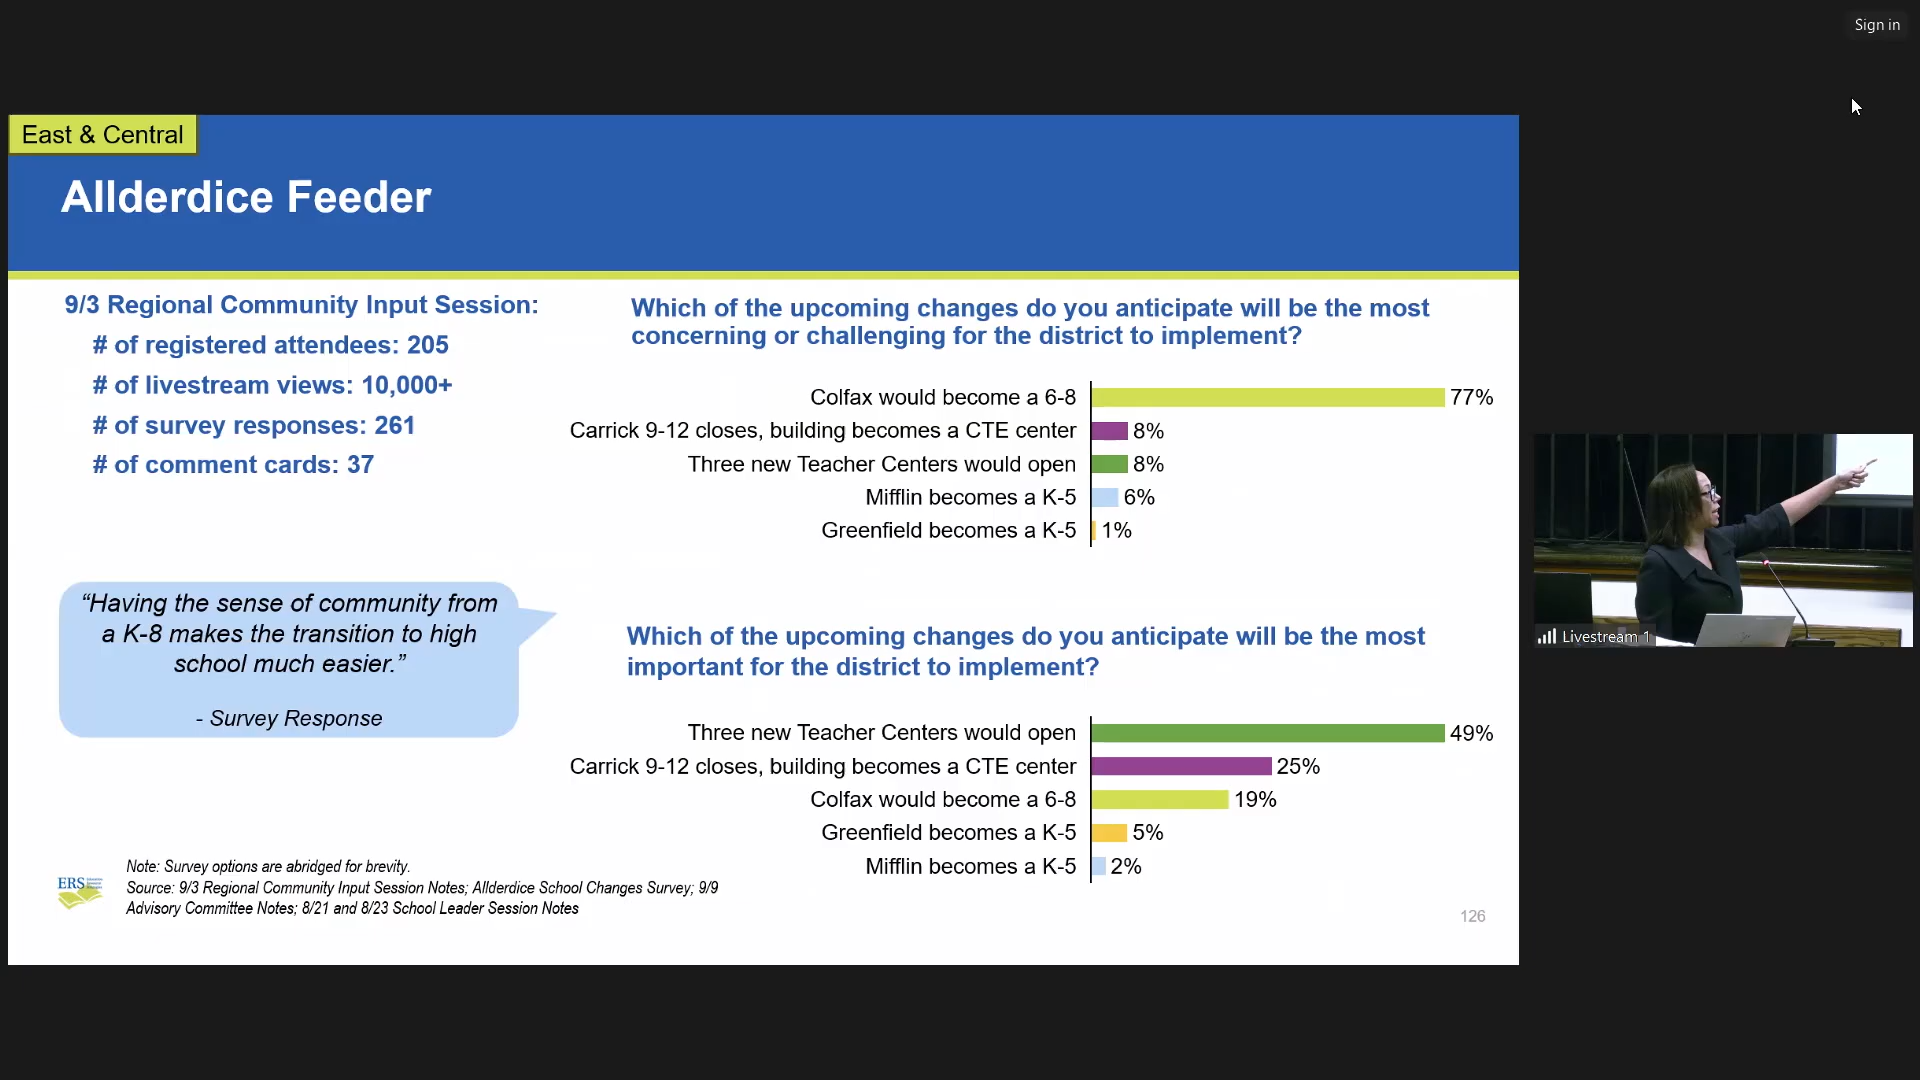 Sign in
East & Central
Allderdice Feeder
9/3 Regional Community Input Session:
# of registered attendees: 205
# of livestream views: 10,000+
# of survey responses: 261
# of comment cards: 37
“Having the sense of community from
a K-8 makes the transition to high
school much easier.”
- Survey Response
Which of the upcoming changes do you anticipate will be the most
concerning or challenging for the district to implement?
Colfax would become a 6-8 77%
Carrick 9-12 closes, building becomes a CTE center 8%
Three new Teacher Centers would open 8%
Mifflin becomes a K-5 6%
Greenfield becomes a K-5 1%
Which of the upcoming changes do you anticipate will be the most
important for the district to implement?
Three new Teacher Centers would open 49%
Carrick 9-12 closes, building becomes a CTE center 25%
Colfax would become a 6-8 19%
Greenfield becomes a K-5 5%
Mifflin becomes a K-5 2%
ERS
Note: Survey options are abridged for brevity.
Source: 9/3 Regional Community Input Session Notes; Allderdice School Changes Survey; 9/9
Advisory Committee Notes; 8/21 and 8/23 School Leader Session Notes
126
Livestream 1